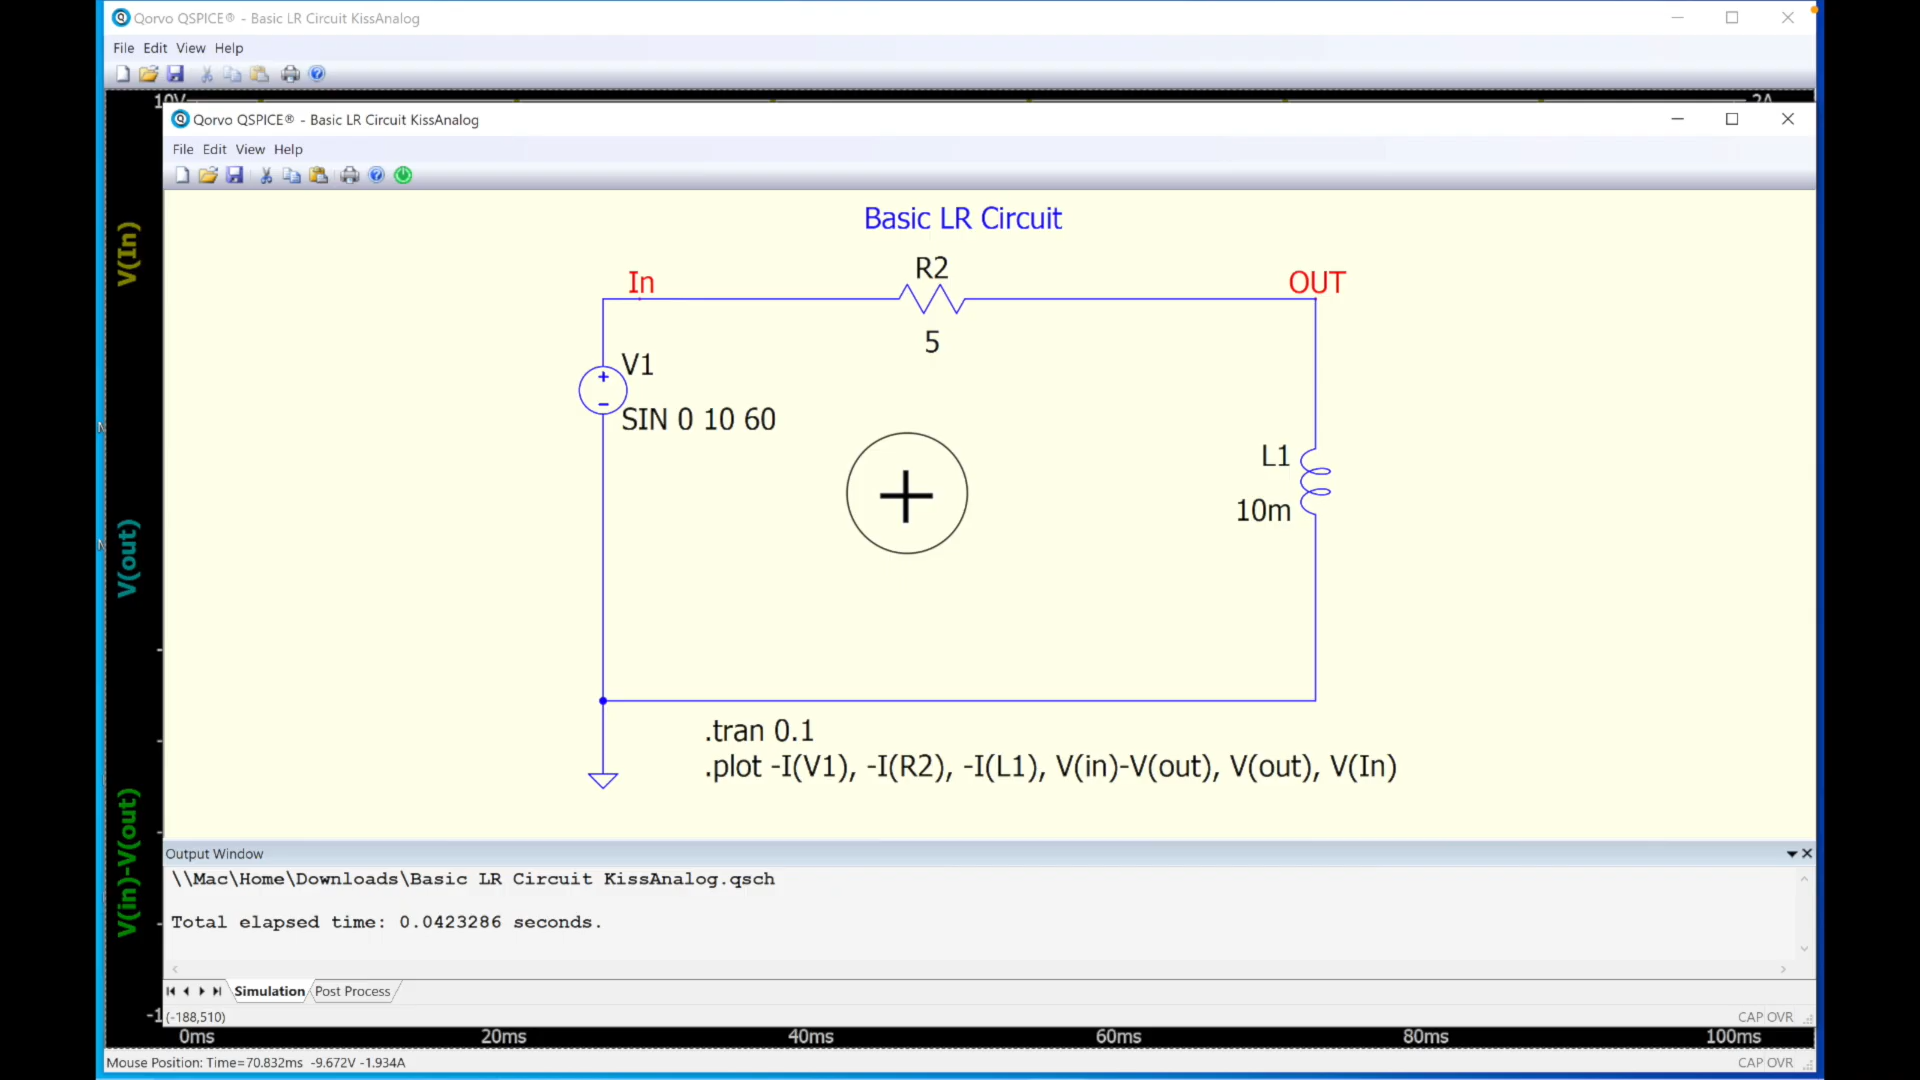 Qorvo QSPICE® - Basic LR Circuit KissAnalog
File Edit View Help
10V
2A
Qorvo QSPICE® - Basic LR Circuit KissAnalog
File Edit View Help
Basic LR Circuit
In
R2
OUT
5
V1
SIN 0 10 60
L1
10m
.tran 0.1
.plot -I(V1), -I(R2), -I(L1), V(in)-V(out), V(out), V(In)
V(In)
V(out)
V(in)-V(out)
Output Window
\\Mac\Home\Downloads\Basic LR Circuit KissAnalog.qsch
Total elapsed time: 0.0423286 seconds.
Simulation Post Process
(-188,510)
CAP OVR
0ms 20ms 40ms 60ms 80ms 100ms
Mouse Position: Time=70.832ms -9.672V -1.934A
CAP OVR